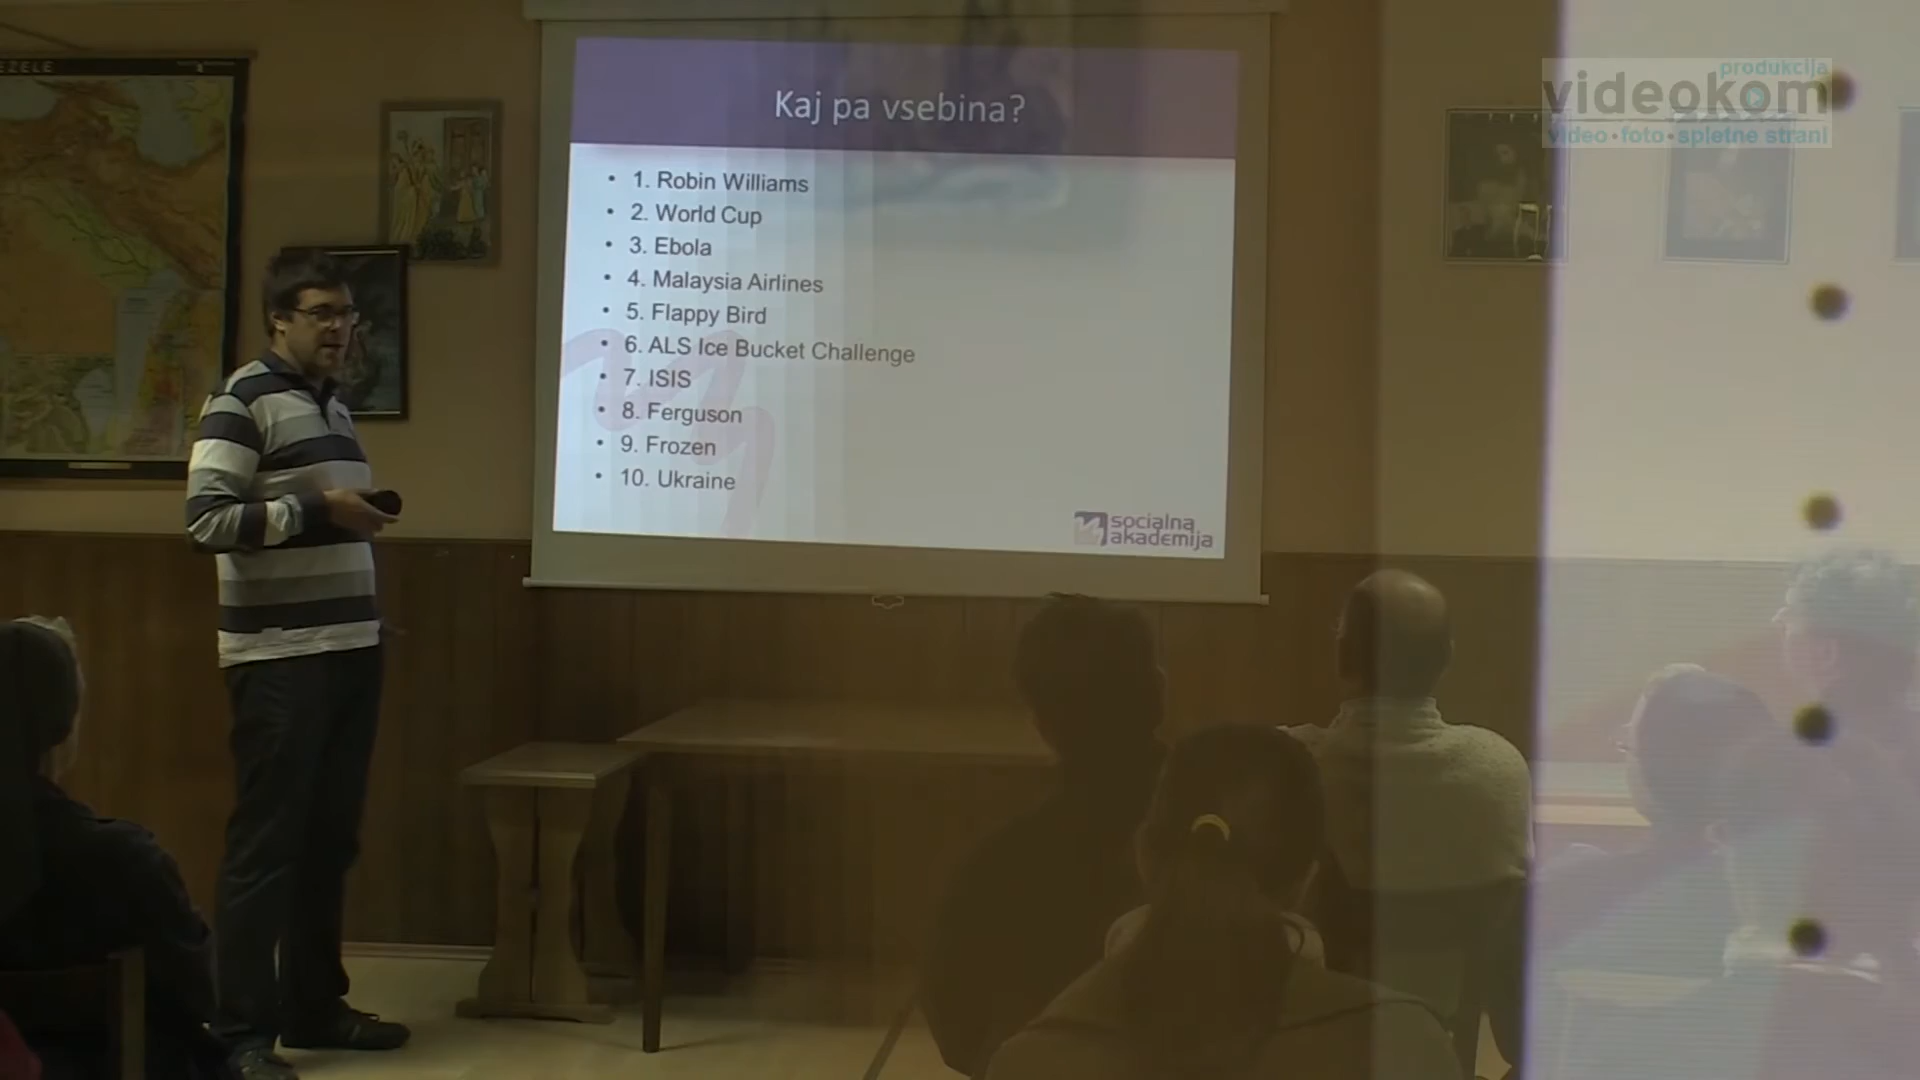 EŽELE
Kaj pa vsebina?
• 1. Robin Williams
• 2. World Cup
• 3. Ebola
• 4. Malaysia Airlines
• 5. Flappy Bird
• 6. ALS Ice Bucket Challenge
• 7. ISIS
• 8. Ferguson
• 9. Frozen
• 10. Ukraine
socialna
akademija
produkcija
videokom
video • foto • spletne strani